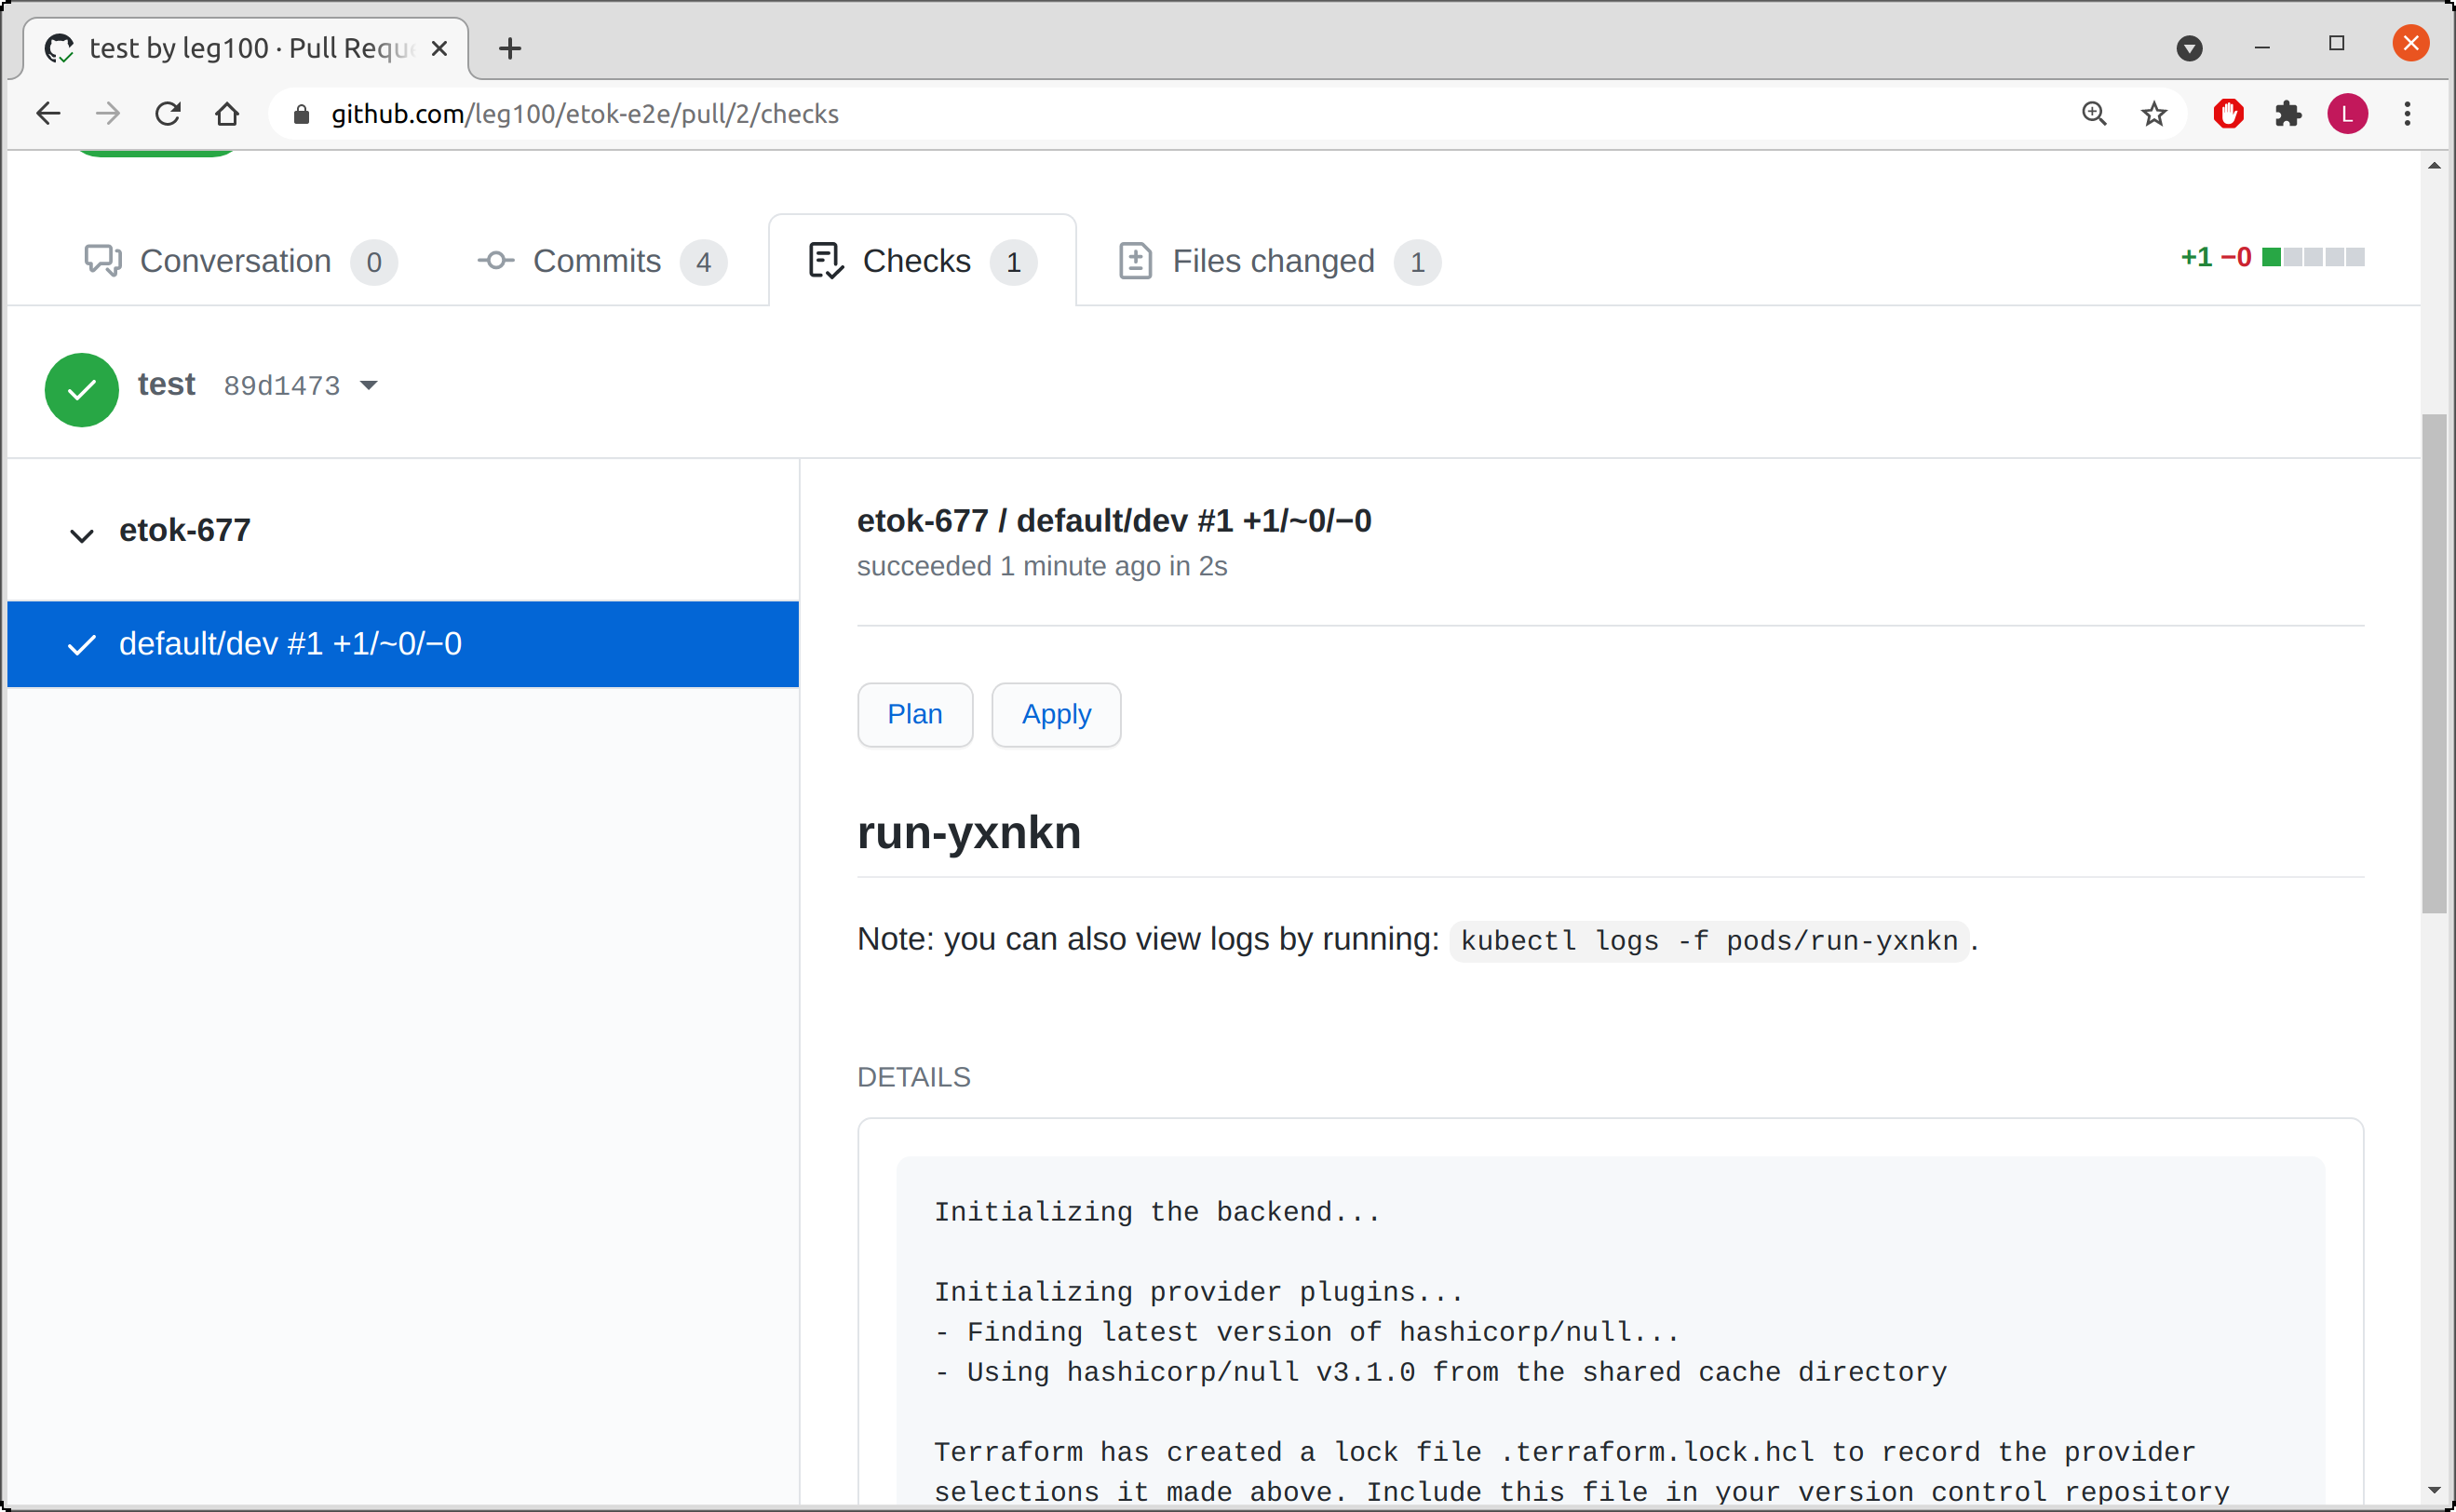 test by leg100 · Pull Reque
github.com/leg100/etok-e2e/pull/2/checks
L
Conversation 0
Commits 4
Checks 1
Files changed 1
+1 −0
test 89d1473
etok-677
default/dev #1 +1/~0/−0
etok-677 / default/dev #1 +1/~0/−0
succeeded 1 minute ago in 2s
Plan
Apply
run-yxnkn
Note: you can also view logs by running: kubectl logs -f pods/run-yxnkn.
DETAILS
Initializing the backend...
Initializing provider plugins...
- Finding latest version of hashicorp/null...
- Using hashicorp/null v3.1.0 from the shared cache directory
Terraform has created a lock file .terraform.lock.hcl to record the provider
selections it made above. Include this file in your version control repository